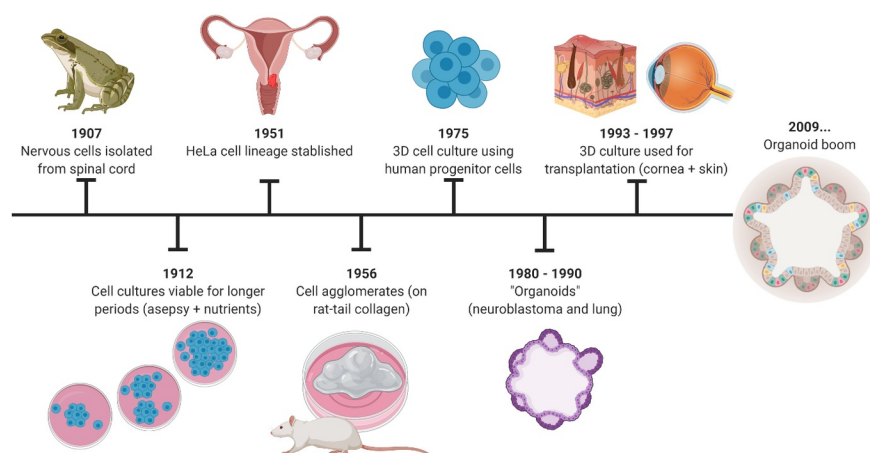 1907
Nervous cells isolated
from spinal cord
1951
HeLa cell lineage stablished
1975
3D cell culture using
human progenitor cells
1993 - 1997
3D culture used for
transplantation (cornea + skin)
2009...
Organoid boom
1912
Cell cultures viable for longer
periods (asepsy + nutrients)
1956
Cell agglomerates (on
rat-tail collagen)
1980 - 1990
"Organoids"
(neuroblastoma and lung)